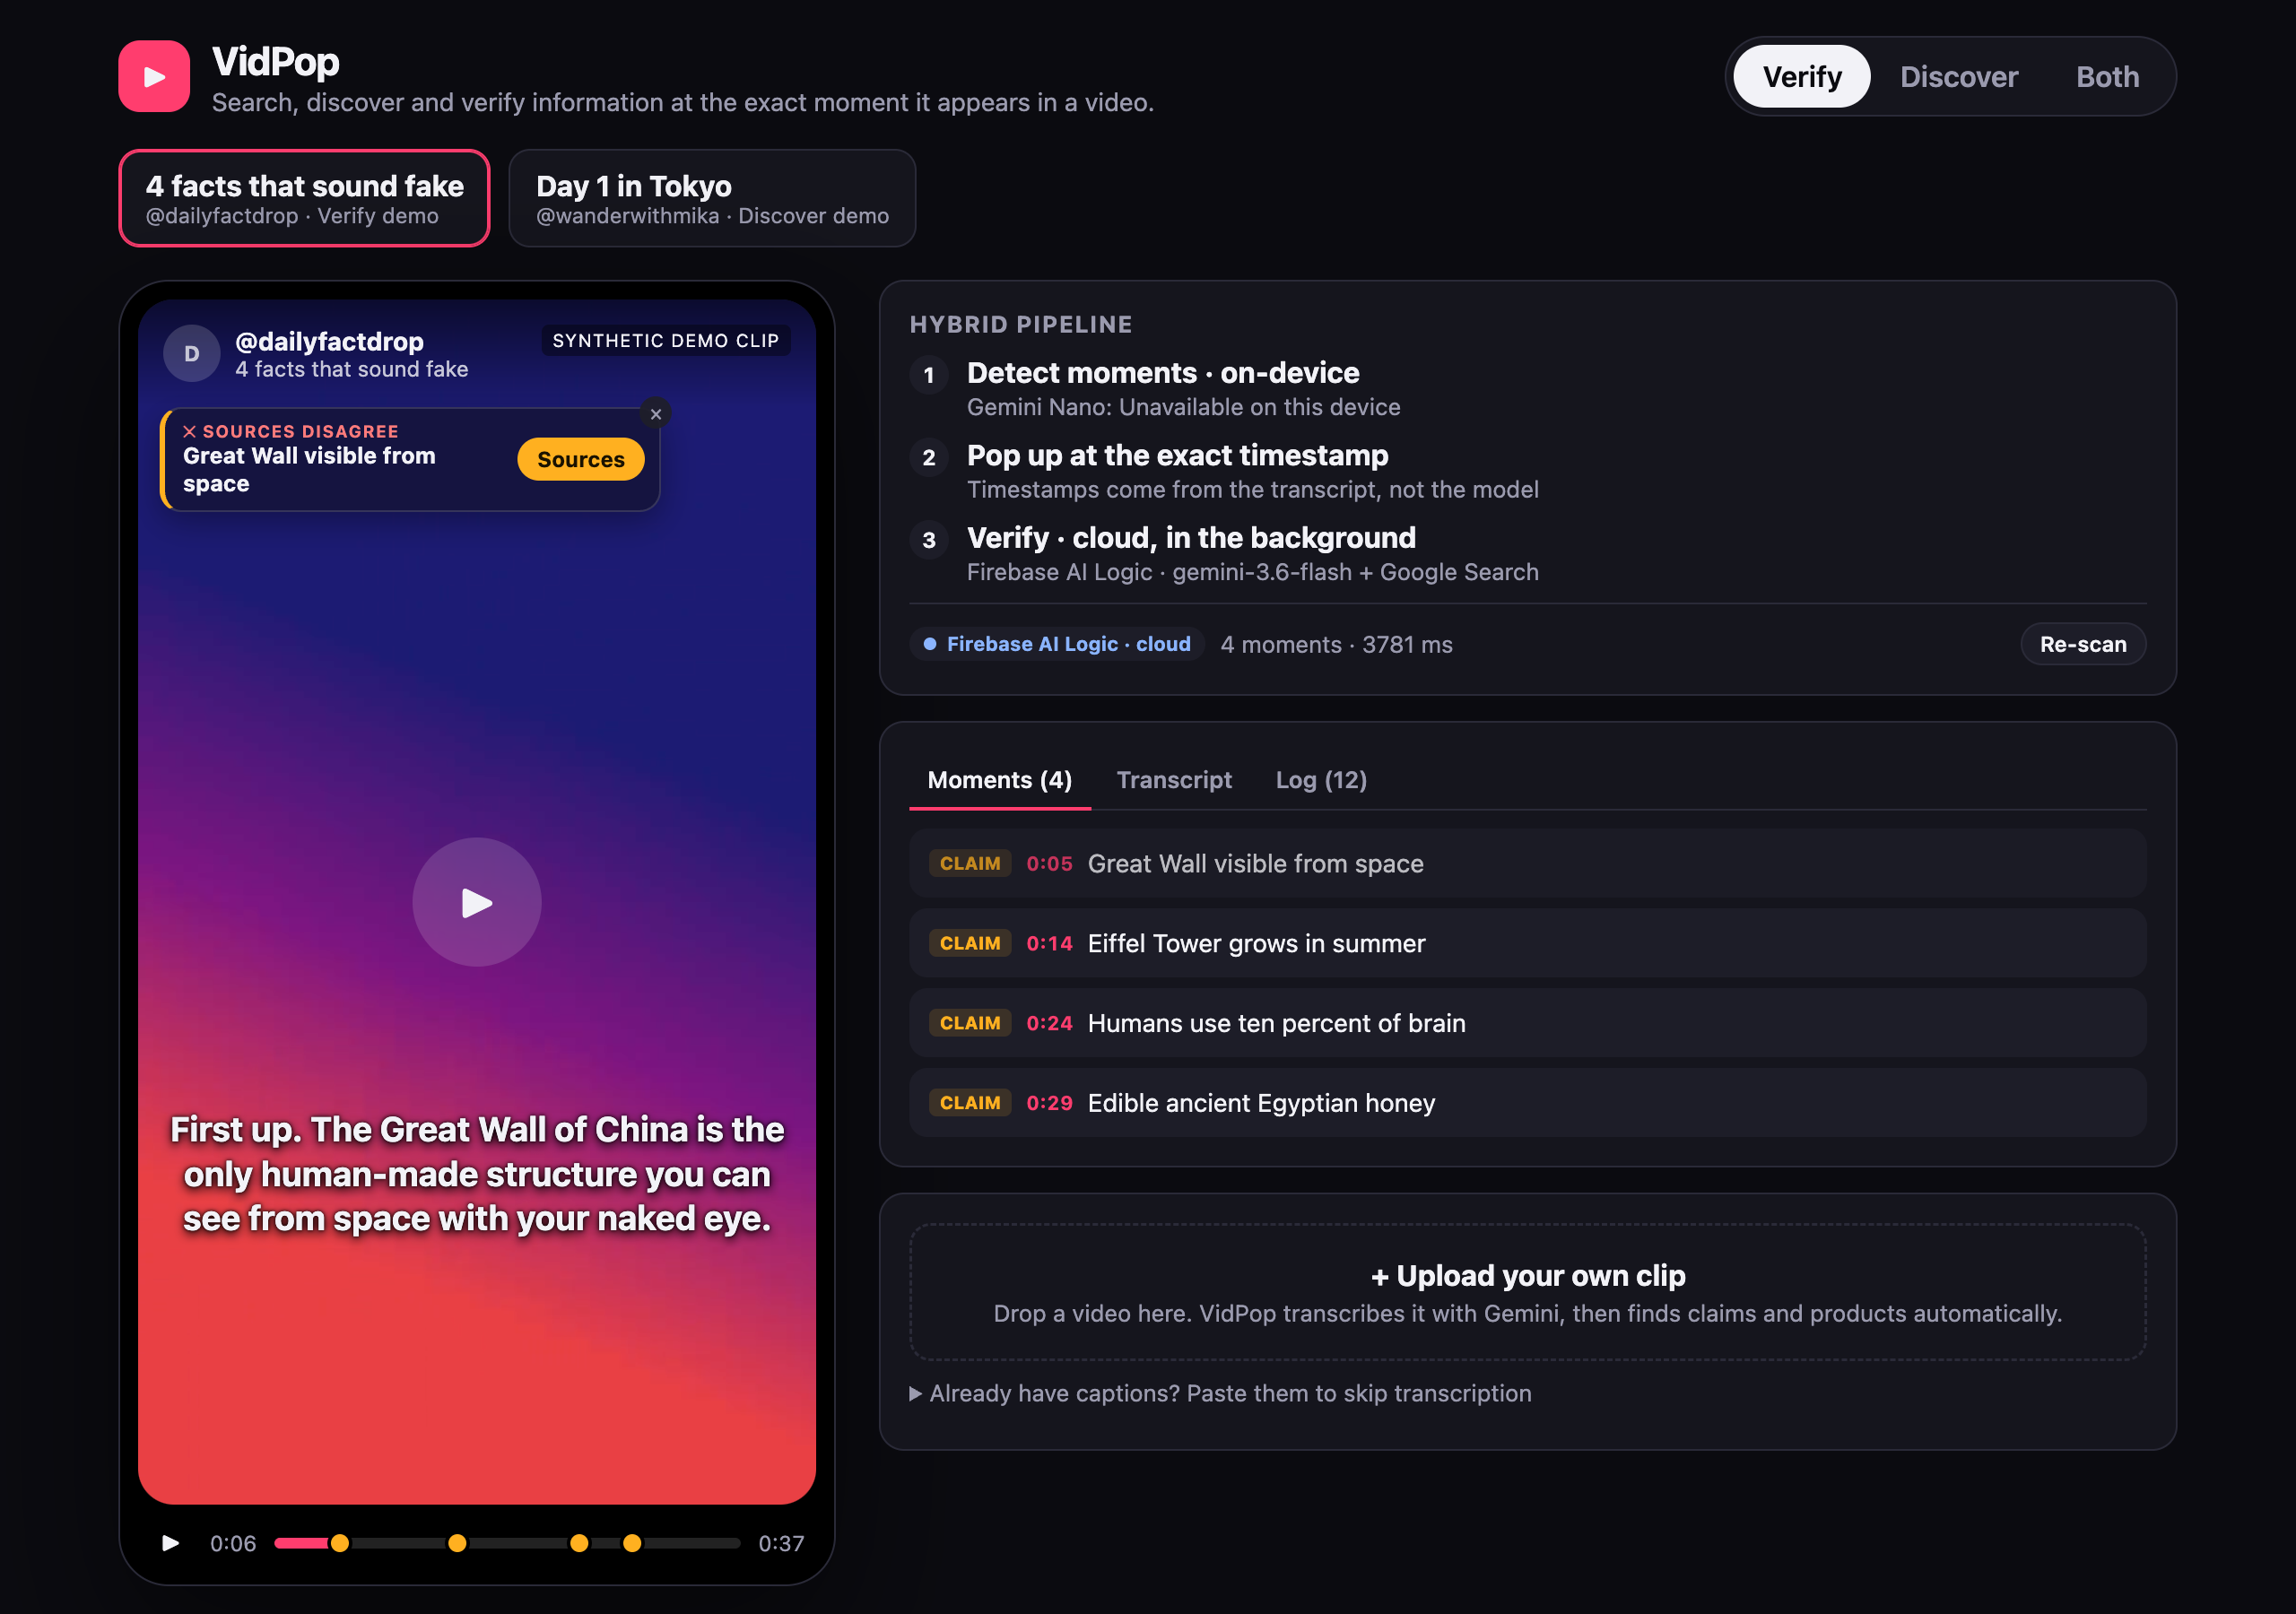 VidPop
Search, discover and verify information at the exact moment it appears in a video.
Verify
Discover
Both
4 facts that sound fake
@dailyfactdrop · Verify demo
Day 1 in Tokyo
@wanderwithmika · Discover demo
D
@dailyfactdrop
4 facts that sound fake
SYNTHETIC DEMO CLIP
× SOURCES DISAGREE
Great Wall visible from
space
Sources
×
First up. The Great Wall of China is the
only human-made structure you can
see from space with your naked eye.
0:06
0:37
HYBRID PIPELINE
1
Detect moments · on-device
Gemini Nano: Unavailable on this device
2
Pop up at the exact timestamp
Timestamps come from the transcript, not the model
3
Verify · cloud, in the background
Firebase AI Logic · gemini-3.6-flash + Google Search
Firebase AI Logic · cloud
4 moments · 3781 ms
Re-scan
Moments (4)
Transcript
Log (12)
CLAIM 0:05 Great Wall visible from space
CLAIM 0:14 Eiffel Tower grows in summer
CLAIM 0:24 Humans use ten percent of brain
CLAIM 0:29 Edible ancient Egyptian honey
+ Upload your own clip
Drop a video here. VidPop transcribes it with Gemini, then finds claims and products automatically.
Already have captions? Paste them to skip transcription